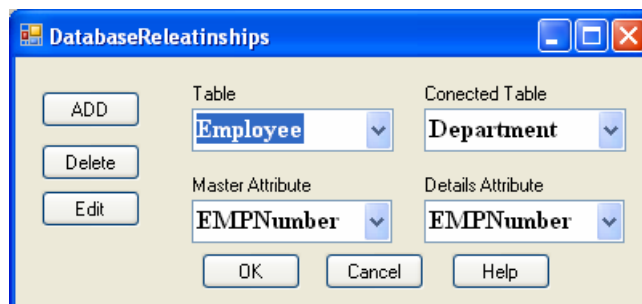 DatabaseReleatinships
ADD
Delete
Edit
Table
Employee
Conected Table
Department
Master Attribute
EMPNumber
Details Attribute
EMPNumber
OK
Cancel
Help